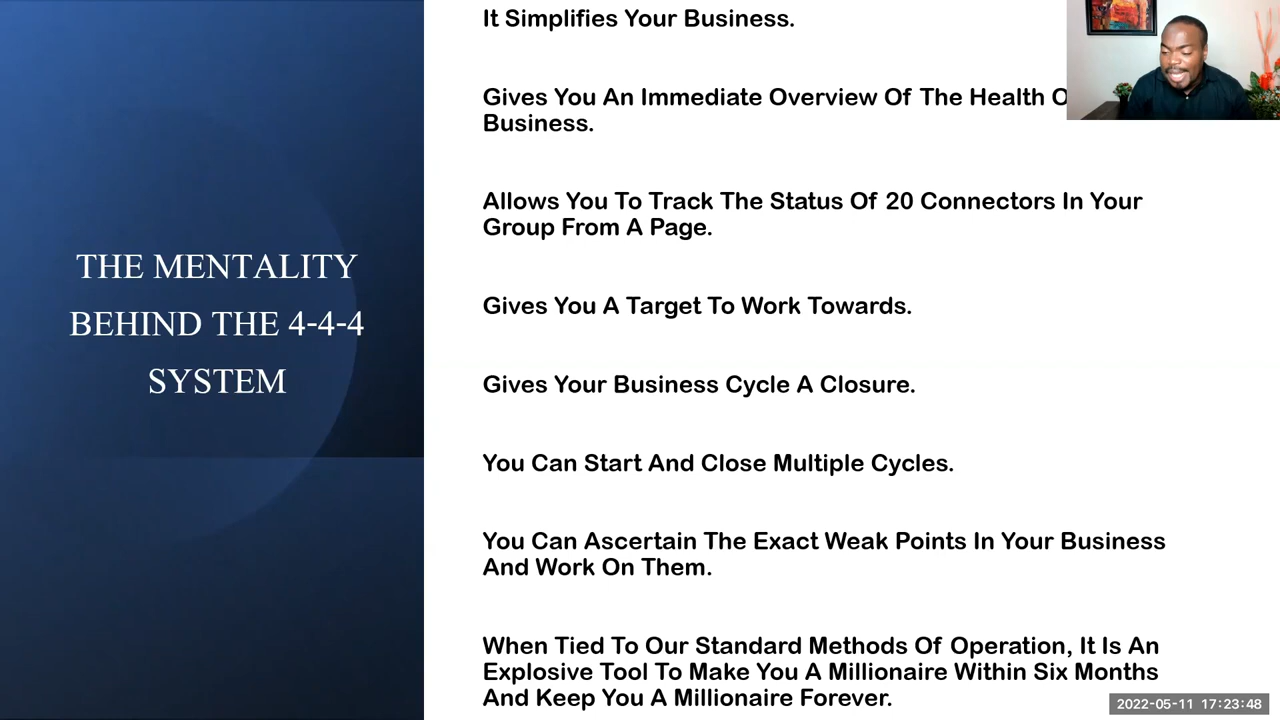 THE MENTALITY
BEHIND THE 4-4-4
SYSTEM
It Simplifies Your Business.
Gives You An Immediate Overview Of The Health
Business.
Allows You To Track The Status Of 20 Connectors In Your
Group From A Page.
Gives You A Target To Work Towards.
Gives Your Business Cycle A Closure.
You Can Start And Close Multiple Cycles.
You Can Ascertain The Exact Weak Points In Your Business
And Work On Them.
When Tied To Our Standard Methods Of Operation, It Is An
Explosive Tool To Make You A Millionaire Within Six Months
And Keep You A Millionaire Forever.
2022-05-11 17:23:48